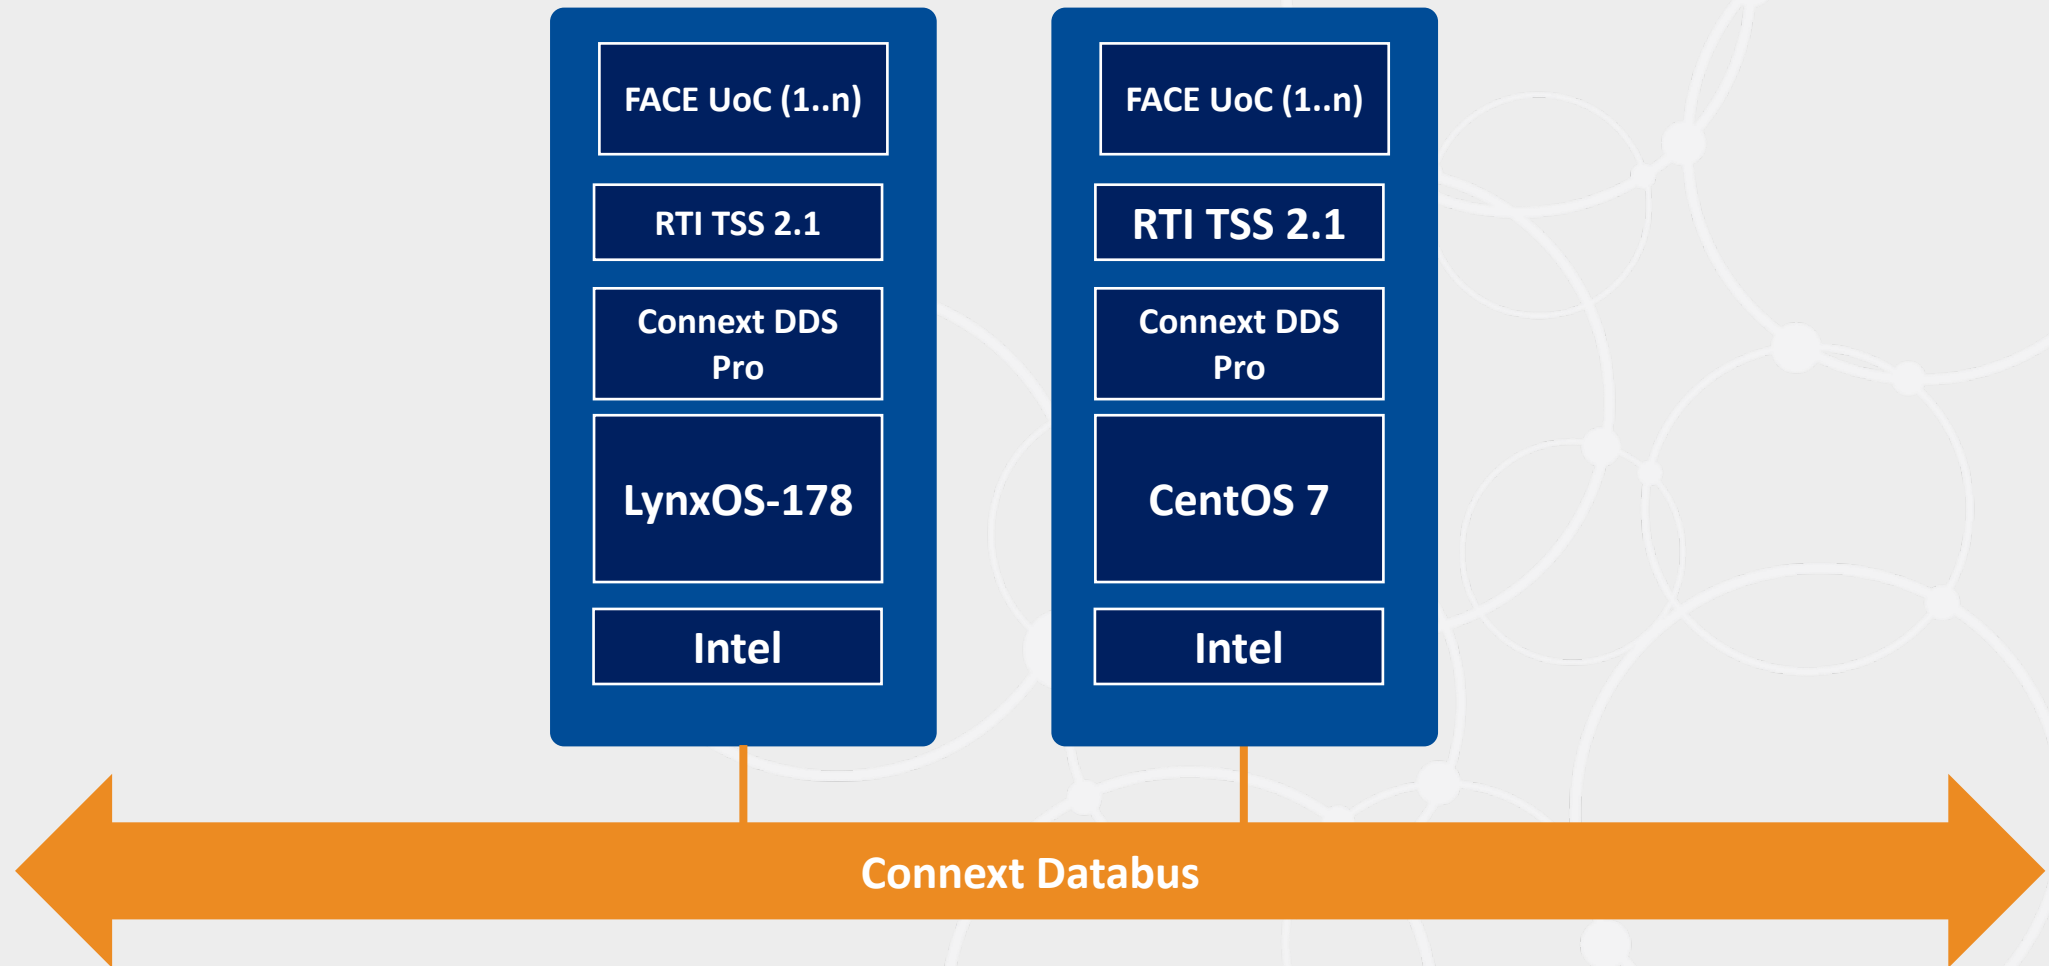 FACE UoC (1..n)
RTI TSS 2.1
Connext DDS
Pro
LynxOS-178
Intel
FACE UoC (1..n)
RTI TSS 2.1
Connext DDS
Pro
CentOS 7
Intel
Connext Databus